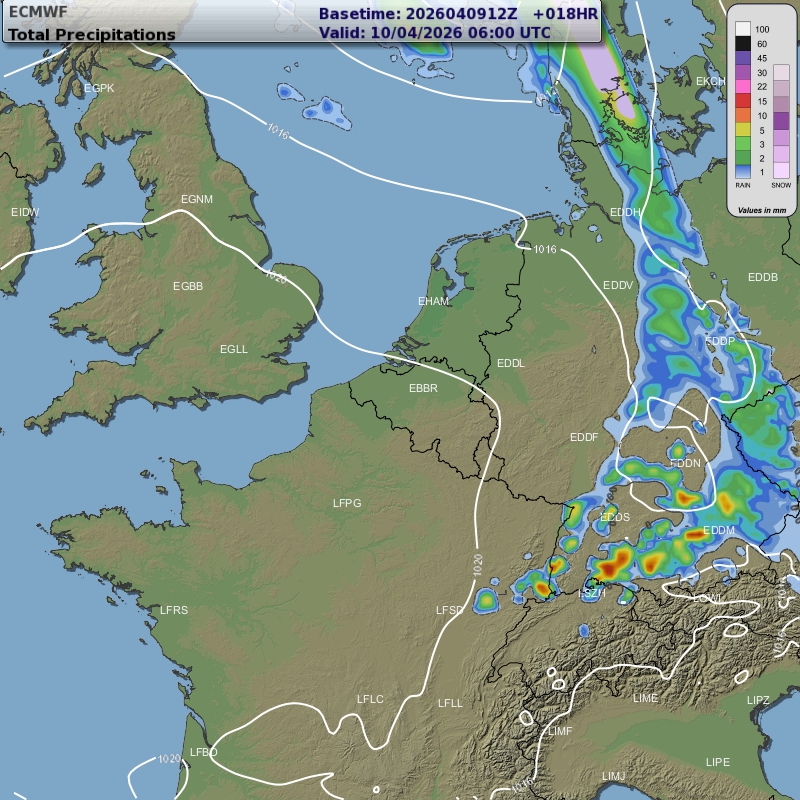 ECMWF
Basetime: 2026040912Z +018HR
Total Precipitations
Valid: 10/04/2026 06:00 UTC
100
60
45
30
22
15
10
5
3
2
1
RAIN SNOW
Values in mm
EGPK
EKCH
1016
EGNM
EIDW
EDDH
1016
1020
EDDB
EGBB
EDDV
EHAM
EDDP
EGLL
EDDL
EBBR
EDDF
EDDN
LFPG
EDDS
EDDM
1020
LSZH
LOWI
LFRS
LFSD
1016
LFLC
LFLL
LIME
LIPZ
LIMF
LFBD
1020
LIPE
LIMJ
1016